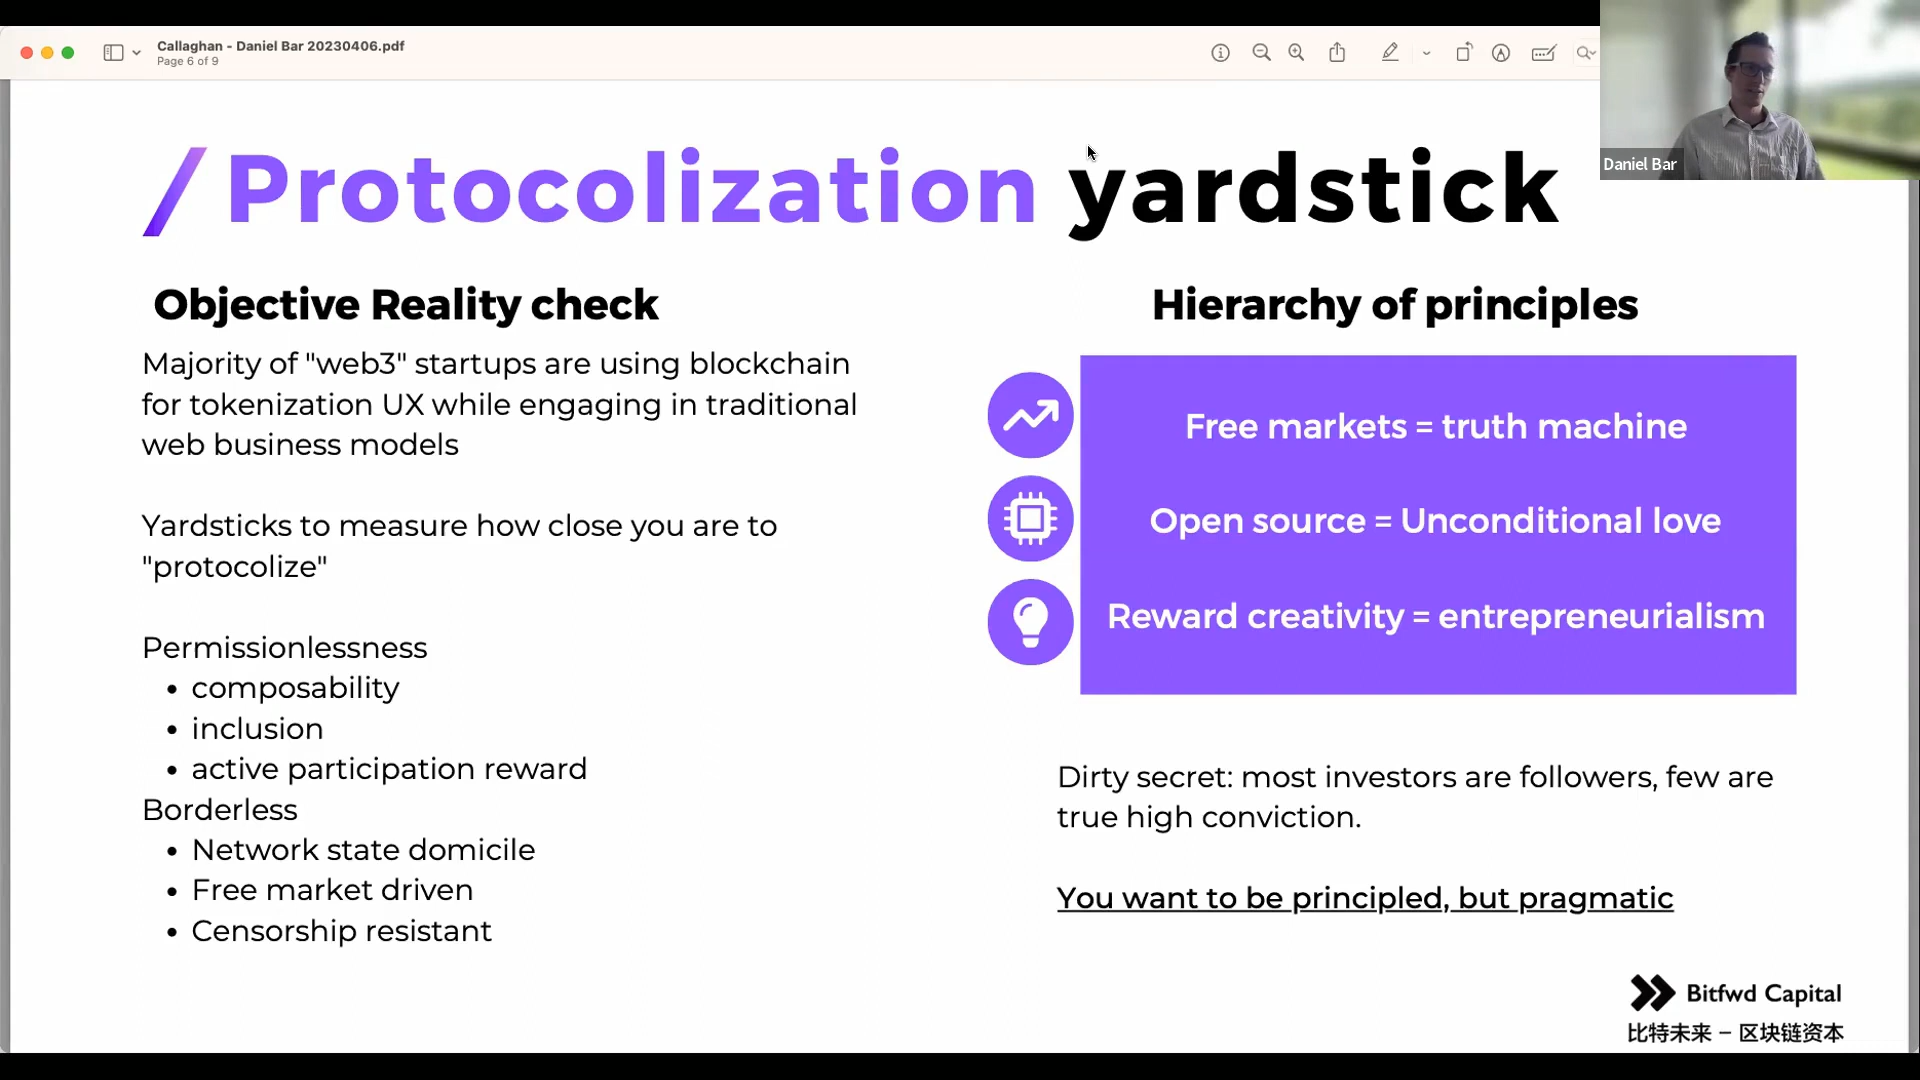 Callaghan - Daniel Bar 20230406.pdf
Page 6 of 9
Daniel Bar
/ Protocolization yardstick
Objective Reality check
Majority of "web3" startups are using blockchain
for tokenization UX while engaging in traditional
web business models
Yardsticks to measure how close you are to
"protocolize"
Permissionlessness
• composability
• inclusion
• active participation reward
Borderless
• Network state domicile
• Free market driven
• Censorship resistant
Hierarchy of principles
Free markets = truth machine
Open source = Unconditional love
Reward creativity = entrepreneurialism
Dirty secret: most investors are followers, few are
true high conviction.
You want to be principled, but pragmatic
Bitfwd Capital
比特未来 – 区块链资本